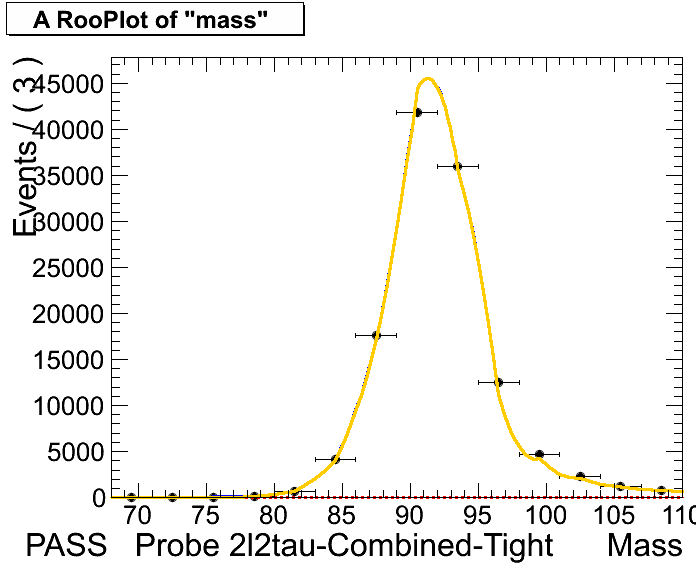 A RooPlot of "mass"
Events / ( 3 )
45000
40000
35000
30000
25000
20000
15000
10000
5000
0
70 75 80 85 90 95 100 105 110
PASS Probe 2l2tau-Combined-Tight Mass